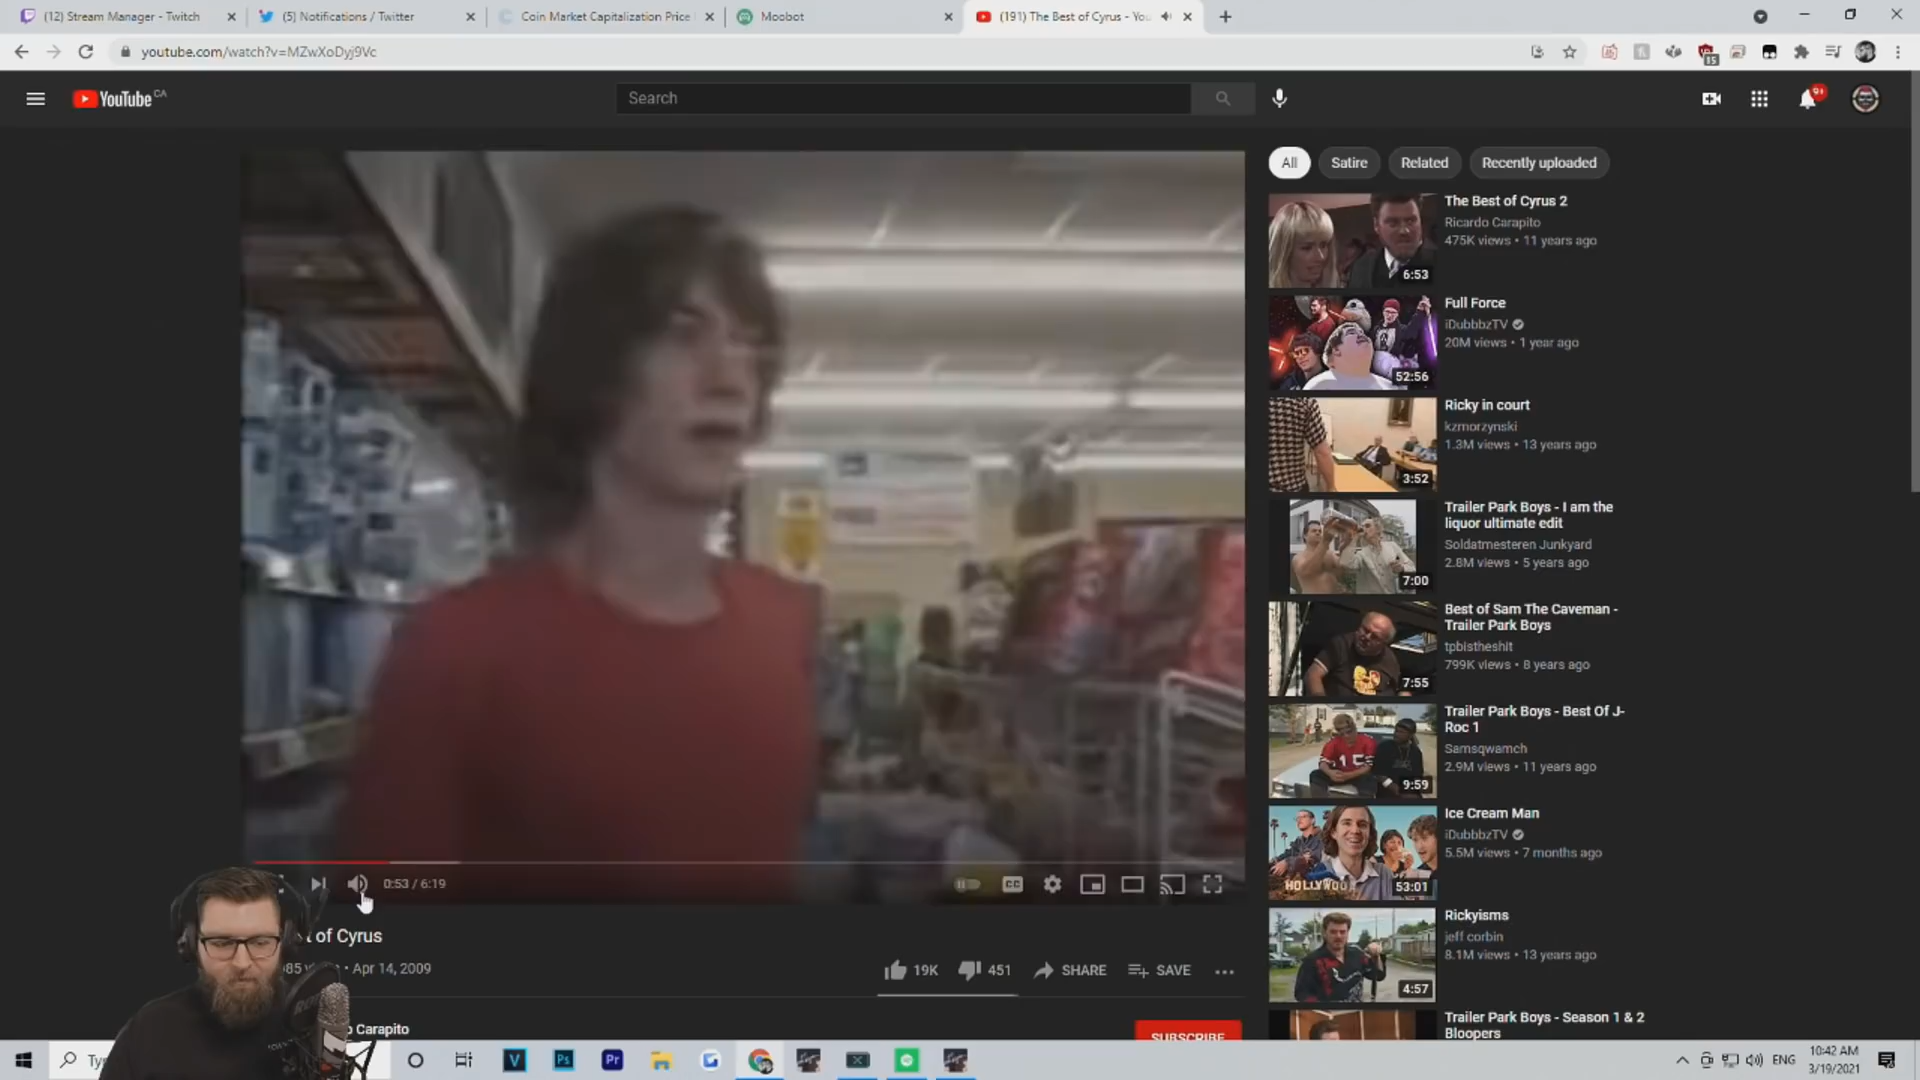 (12) Stream Manager - Twitch
(5) Notifications / Twitter
Coin Market Capitalization Price
Moobot
(191) The Best of Cyrus - You
youtube.com/watch?v=MZwXoDyj9Vc
15
YouTube CA
Search
9+
All
Satire
Related
Recently uploaded
The Best of Cyrus 2
Ricardo Carapito
475K views • 11 years ago
6:53
Full Force
iDubbbzTV
20M views • 1 year ago
52:56
Ricky in court
kzmorzynski
1.3M views • 13 years ago
3:52
Trailer Park Boys - I am the
liquor ultimate edit
Soldatmesteren Junkyard
2.8M views • 5 years ago
7:00
Best of Sam The Caveman -
Trailer Park Boys
tpbistheshit
799K views • 8 years ago
7:55
Trailer Park Boys - Best Of J-
Roc 1
Samsqwamch
2.9M views • 11 years ago
9:59
Ice Cream Man
iDubbbzTV
5.5M views • 7 months ago
HOLLYWOOD
53:01
Rickyisms
jeff corbin
8.1M views • 13 years ago
4:57
Trailer Park Boys - Season 1 & 2
Bloopers
0:53 / 6:19
CC
t of Cyrus
• Apr 14, 2009
19K
451
SHARE
SAVE
Carapito
SUBSCRIBE
Ty
V
Ps
Pr
ENG
10:42 AM
3/19/2021